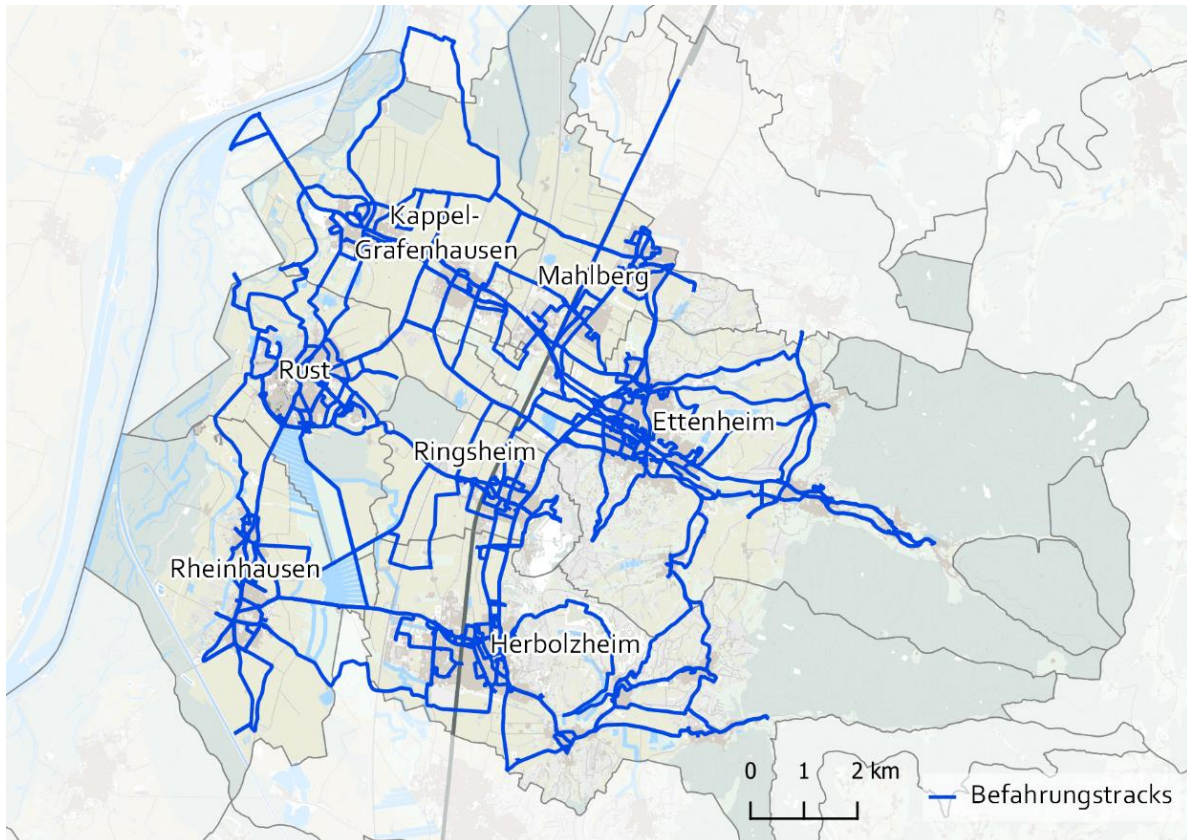 Kappel-
Grafenhausen
Mahlberg
Rust
Ettenheim
Ringsheim
Rheinhausen
Herbolzheim
0 1 2 km
Befahrungstracks